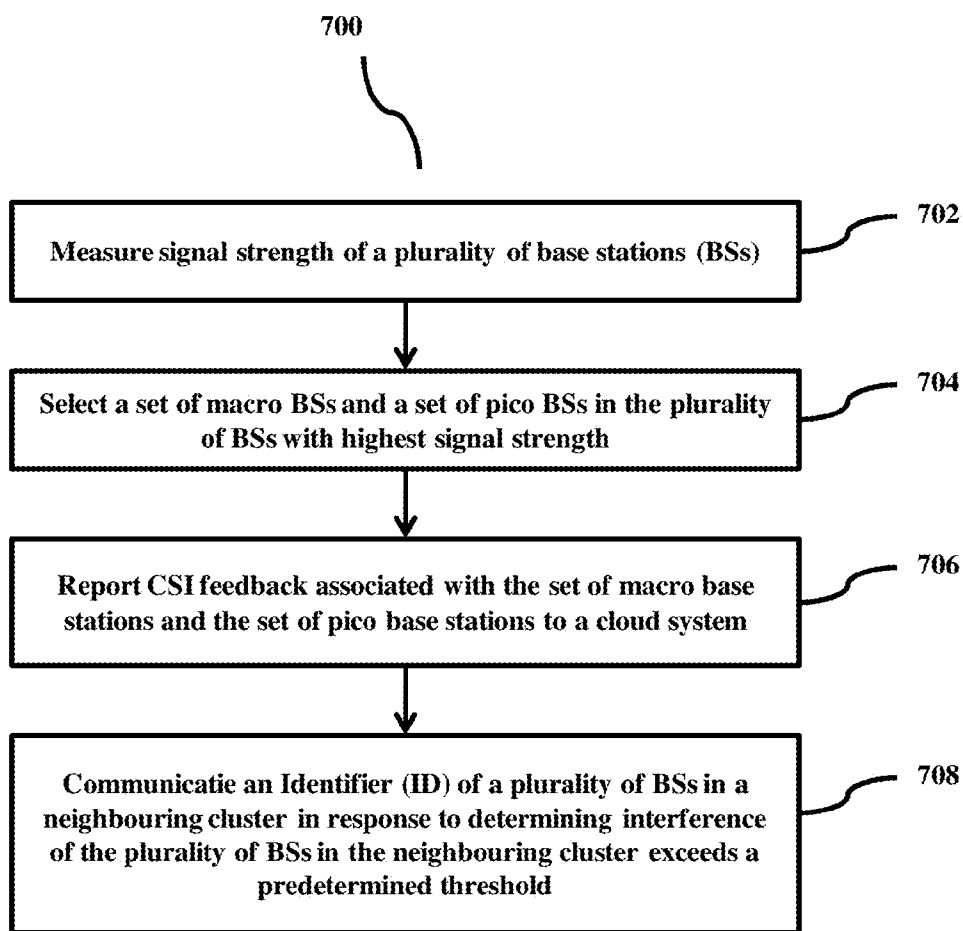 700
Measure signal strength of a plurality of base stations (BSs)
702
Select a set of macro BSs and a set of pico BSs in the plurality
of BSs with highest signal strength
704
Report CSI feedback associated with the set of macro base
stations and the set of pico base stations to a cloud system
706
Communicatie an Identifier (ID) of a plurality of BSs in a
neighbouring cluster in response to determining interference
of the plurality of BSs in the neighbouring cluster exceeds a
predetermined threshold
708